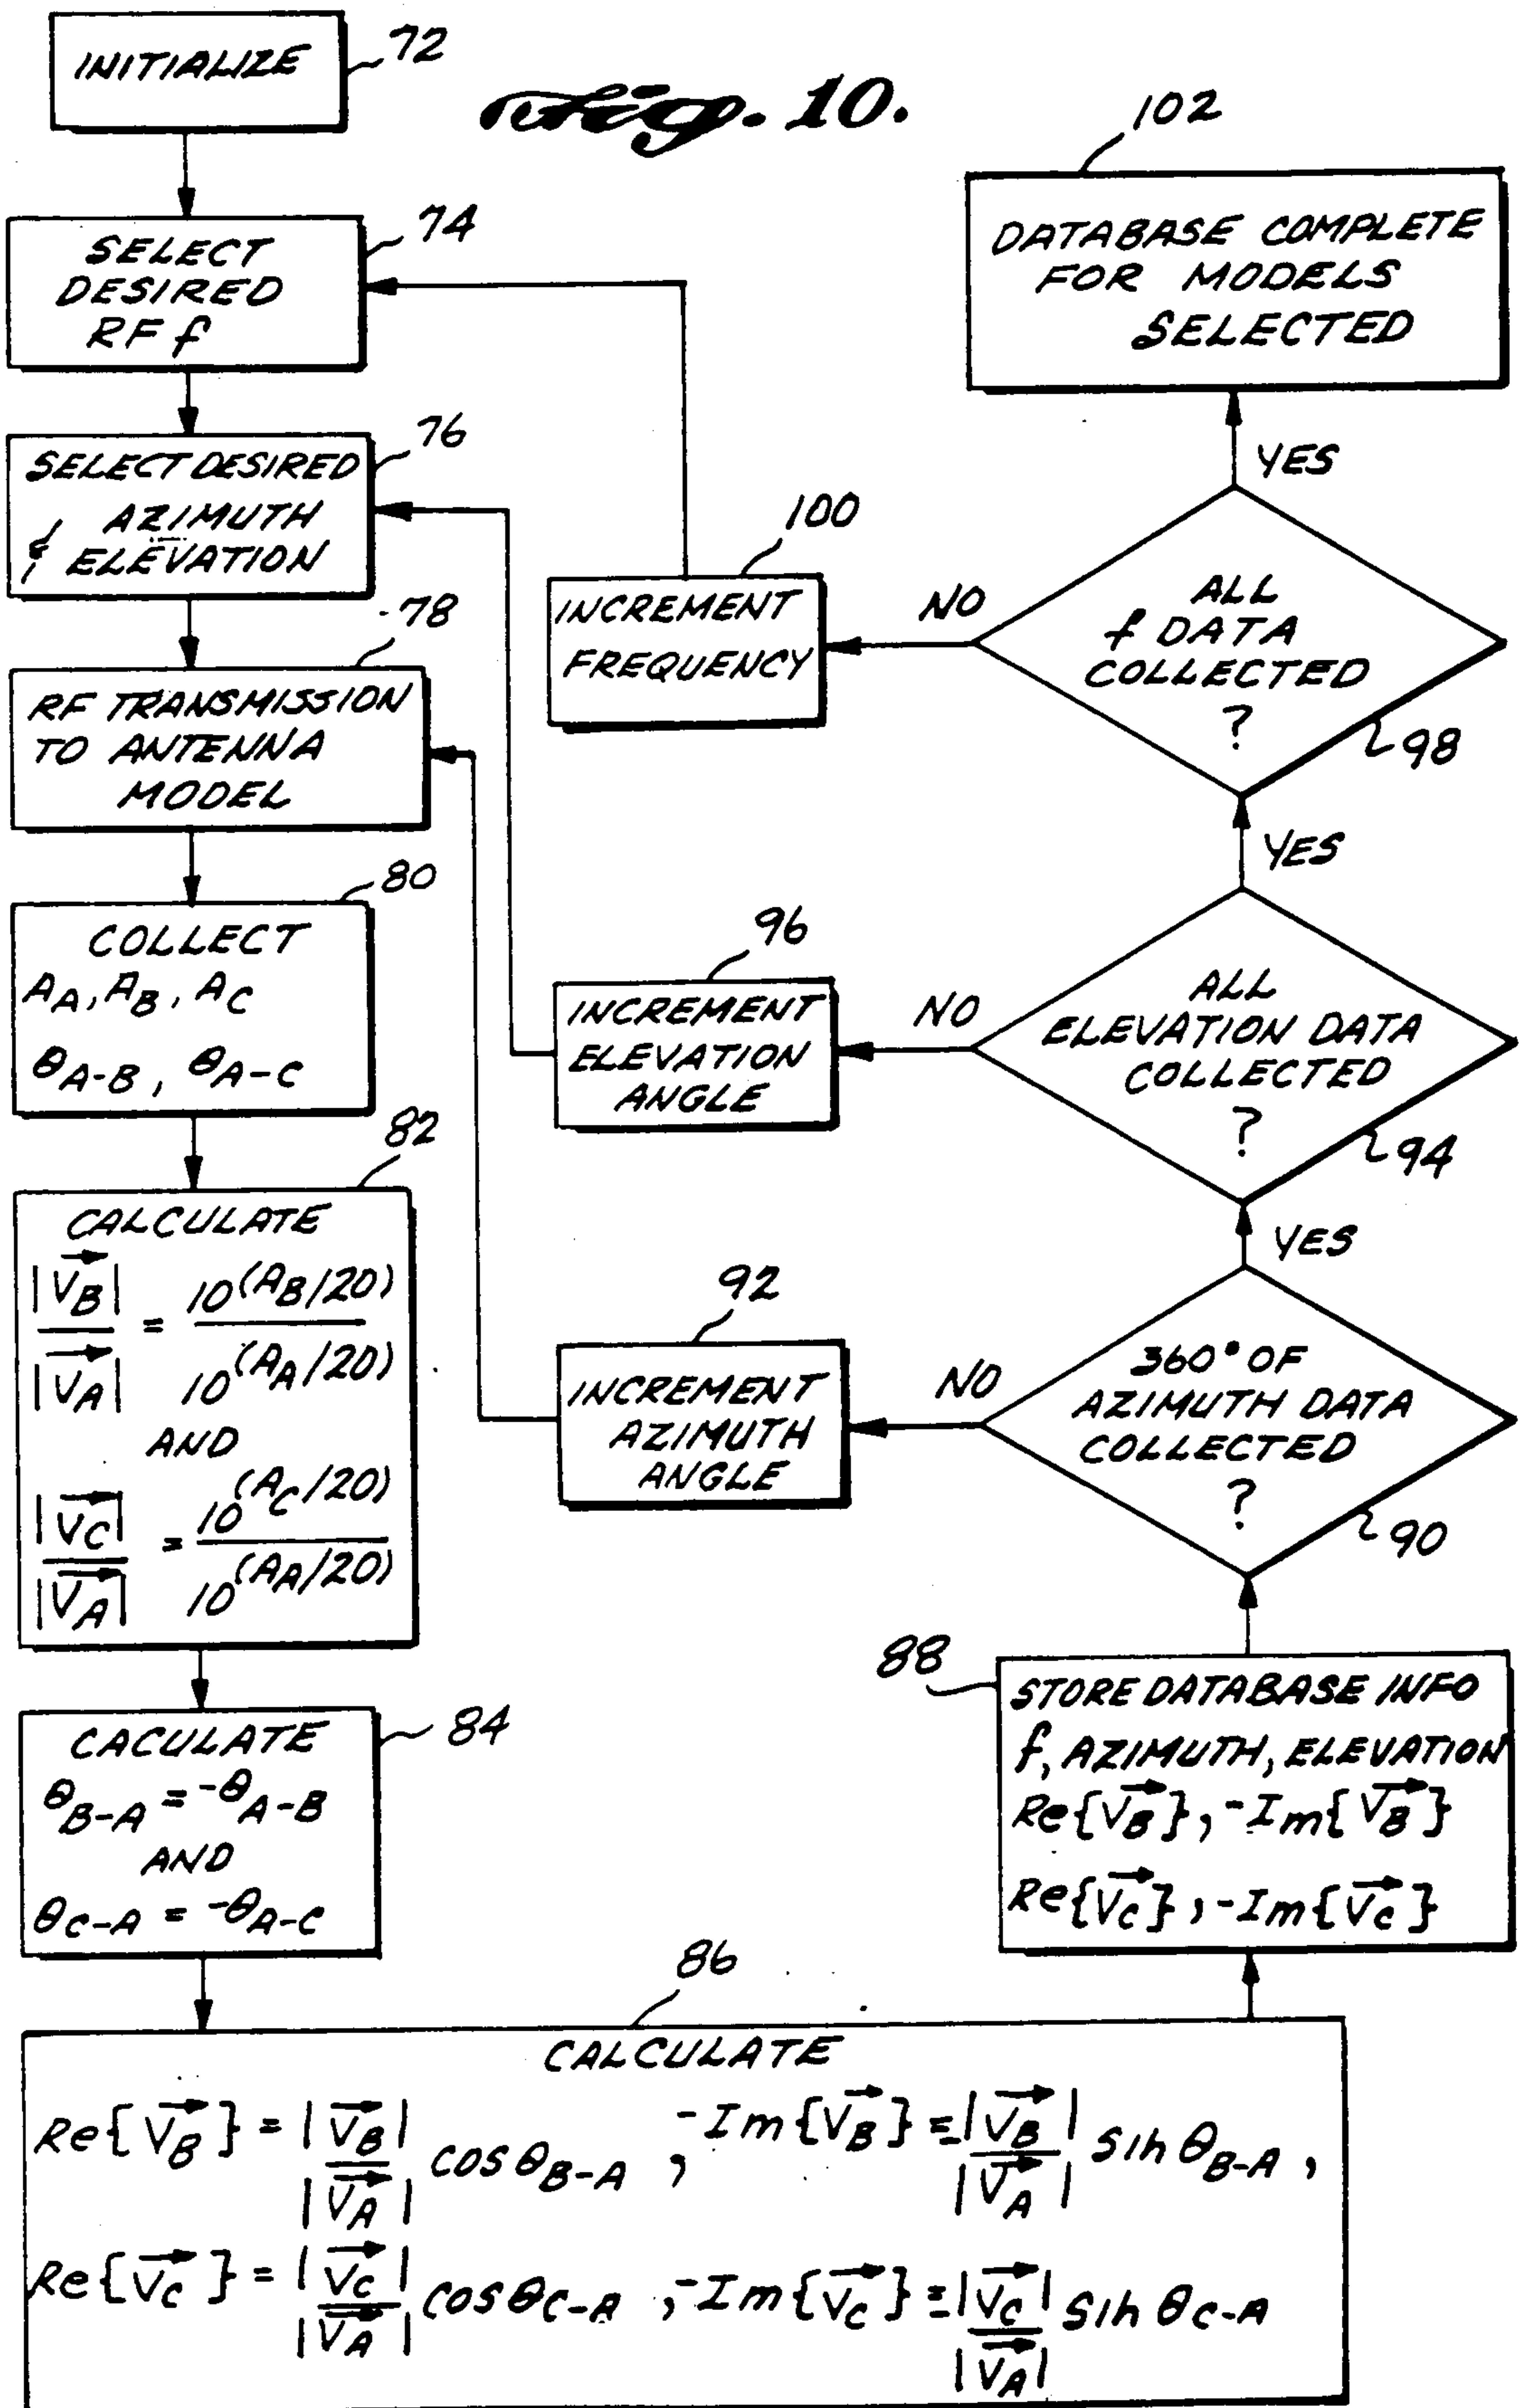 Fig. 10.
INITIALIZE
72
SELECT
DESIRED
RF f
74
SELECT DESIRED
AZIMUTH
& ELEVATION
76
RF TRANSMISSION
TO ANTENNA
MODEL
78
COLLECT
A_A, A_B, A_C
θ_A-B, θ_A-C
80
CALCULATE
|V_B| / |V_A| = 10^(A_B/20) / 10^(A_A/20)
AND
|V_C| / |V_A| = 10^(A_C/20) / 10^(A_A/20)
82
CACULATE
θ_B-A = -θ_A-B
AND
θ_C-A = -θ_A-C
84
CALCULATE
Re{V_B} = |V_B| / |V_A| cos θ_B-A , -Im{V_B} = |V_B| / |V_A| sin θ_B-A ,
Re{V_C} = |V_C| / |V_A| cos θ_C-A , -Im{V_C} = |V_C| / |V_A| sin θ_C-A
86
STORE DATABASE INFO
f, AZIMUTH, ELEVATION
Re{V_B}, -Im{V_B}
Re{V_C}, -Im{V_C}
88
360° OF
AZIMUTH DATA
COLLECTED
?
90
NO
INCREMENT
AZIMUTH
ANGLE
92
YES
ALL
ELEVATION DATA
COLLECTED
?
94
NO
INCREMENT
ELEVATION
ANGLE
96
YES
ALL
f DATA
COLLECTED
?
98
NO
INCREMENT
FREQUENCY
100
YES
DATABASE COMPLETE
FOR MODELS
SELECTED
102